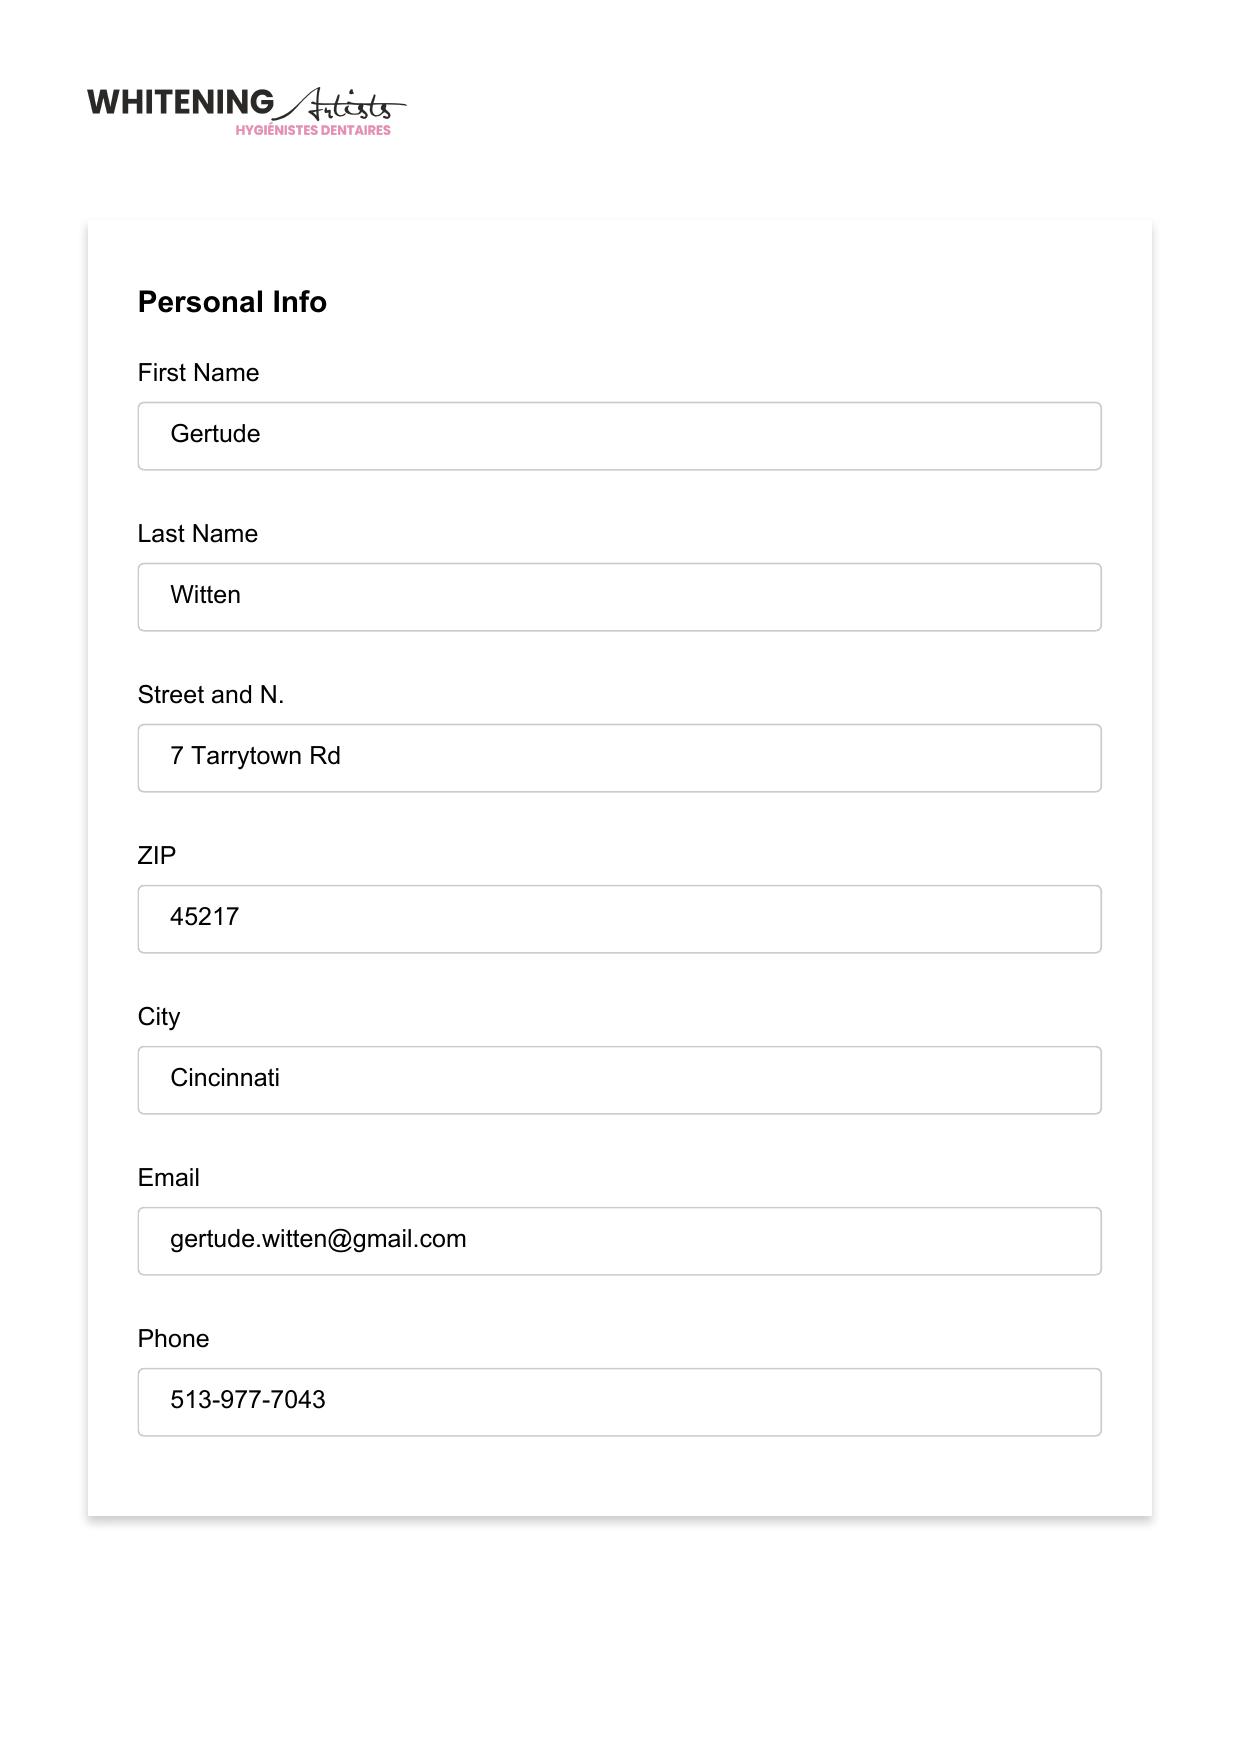 WHITENING Artists
HYGIÉNISTES DENTAIRES
Personal Info
First Name
Gertude
Last Name
Witten
Street and N.
7 Tarrytown Rd
ZIP
45217
City
Cincinnati
Email
gertude.witten@gmail.com
Phone
513-977-7043